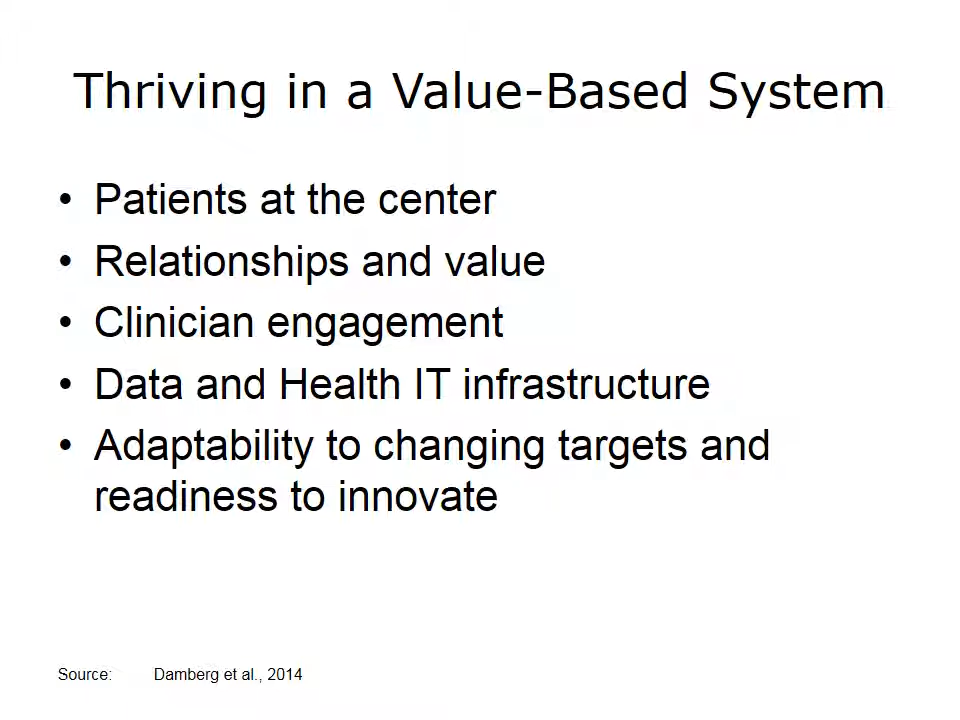 Thriving in a Value-Based System
• Patients at the center
• Relationships and value
• Clinician engagement
• Data and Health IT infrastructure
• Adaptability to changing targets and
readiness to innovate
Source: Damberg et al., 2014